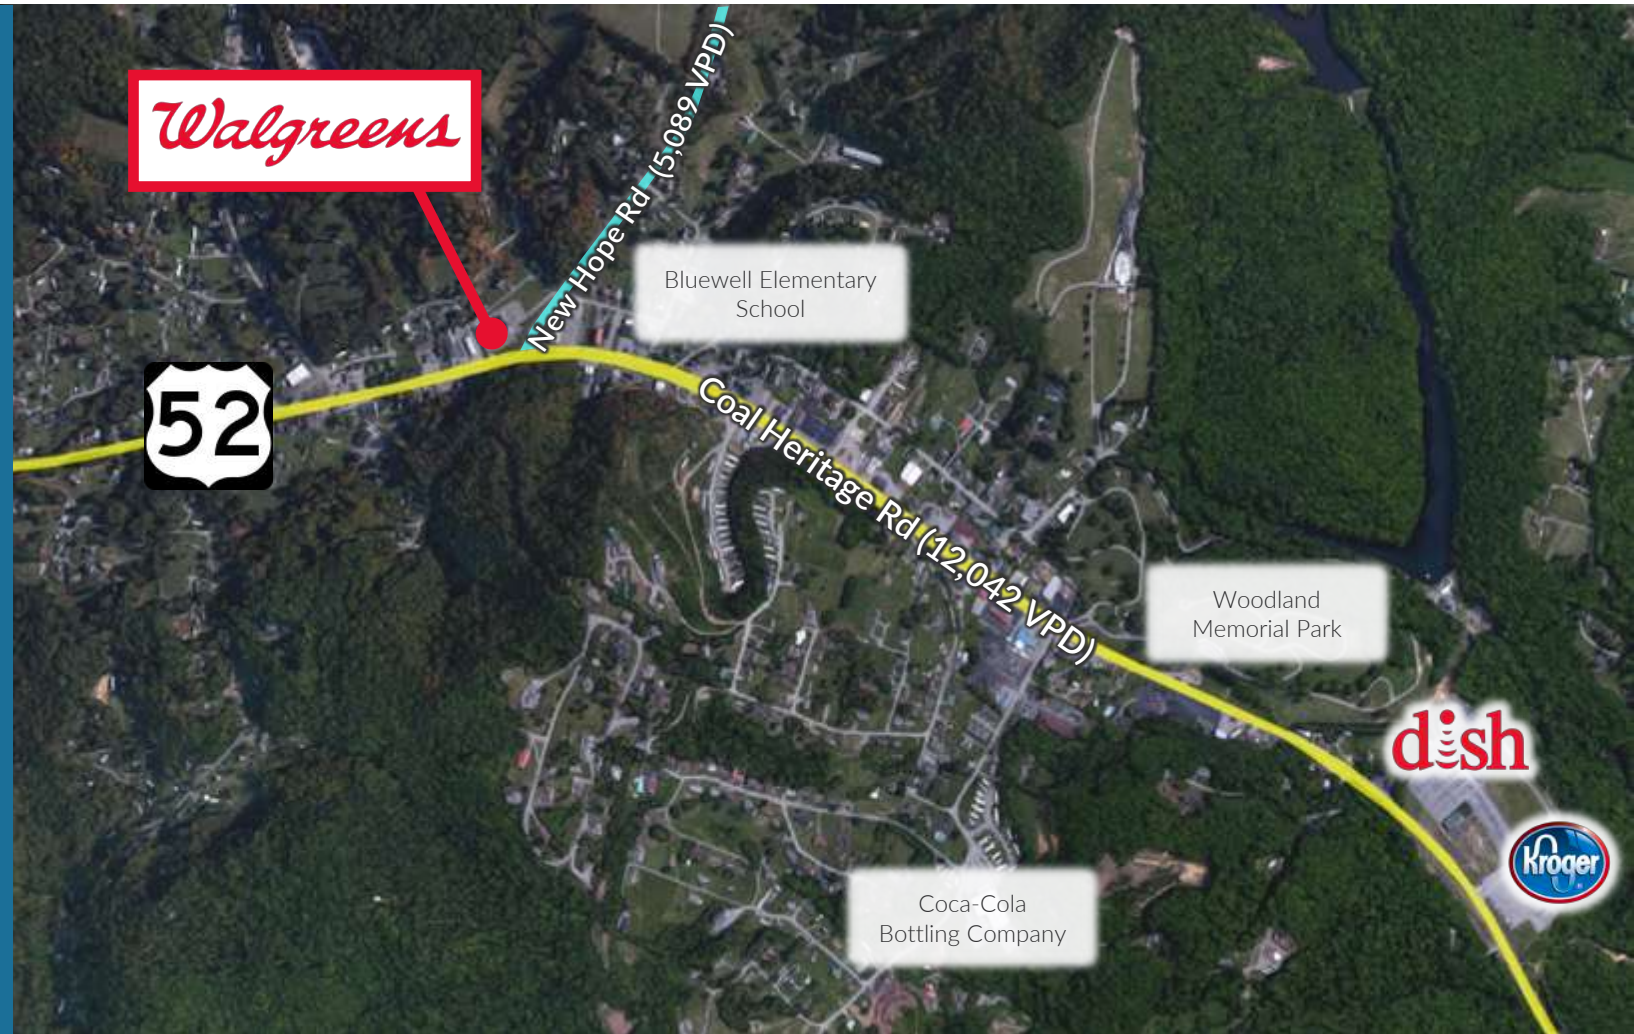 Walgreens
New Hope Rd (5,089 VPD)
Bluewell Elementary
School
52
Coal Heritage Rd (12,042 VPD)
Woodland
Memorial Park
dish
Kroger
Coca-Cola
Bottling Company